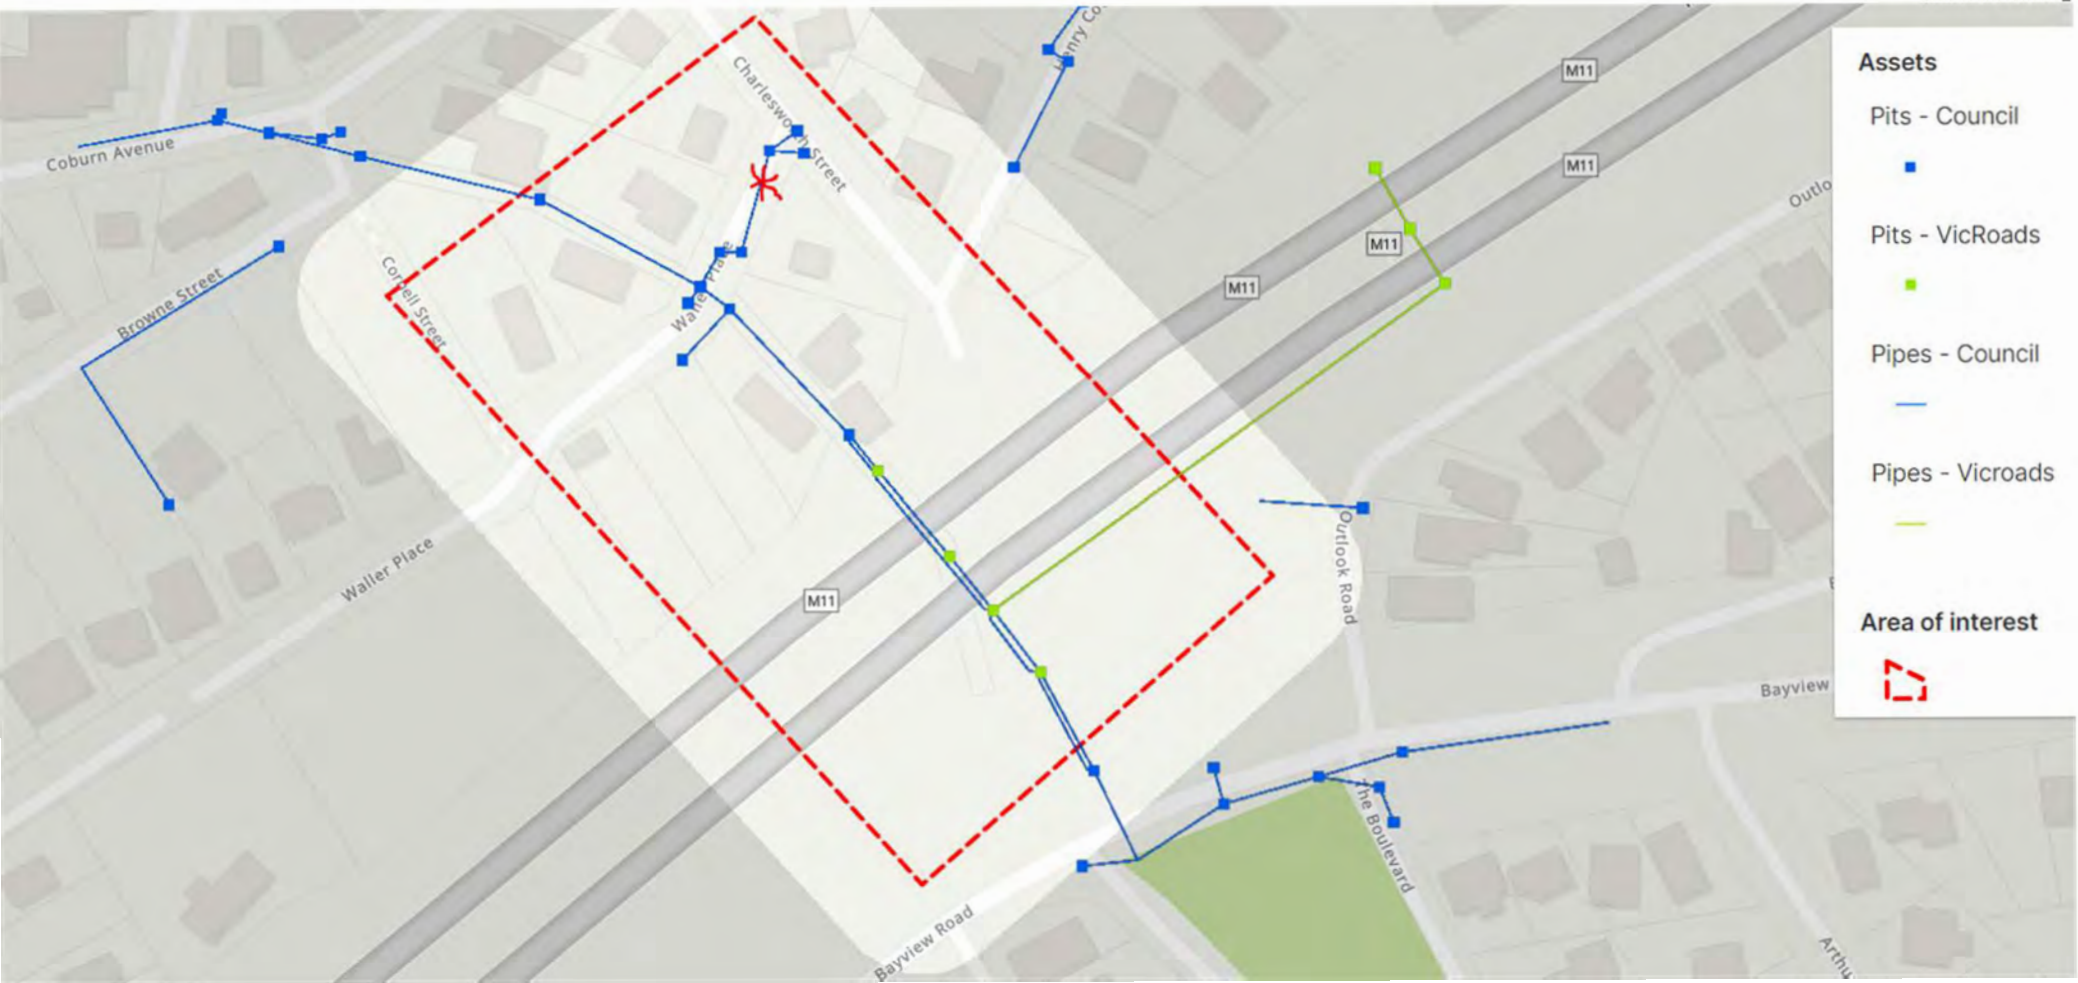 Charlesworth Street
M11
Assets
Pits - Council
Coburn Avenue
M11
Pits - VicRoads
M11
Cornell Street
M11
Browne Street
Pipes - Council
Pipes - Vicroads
Outlook Road
Waller Place
M11
Area of interest
Bayview
The Boulevard
Bayview Road